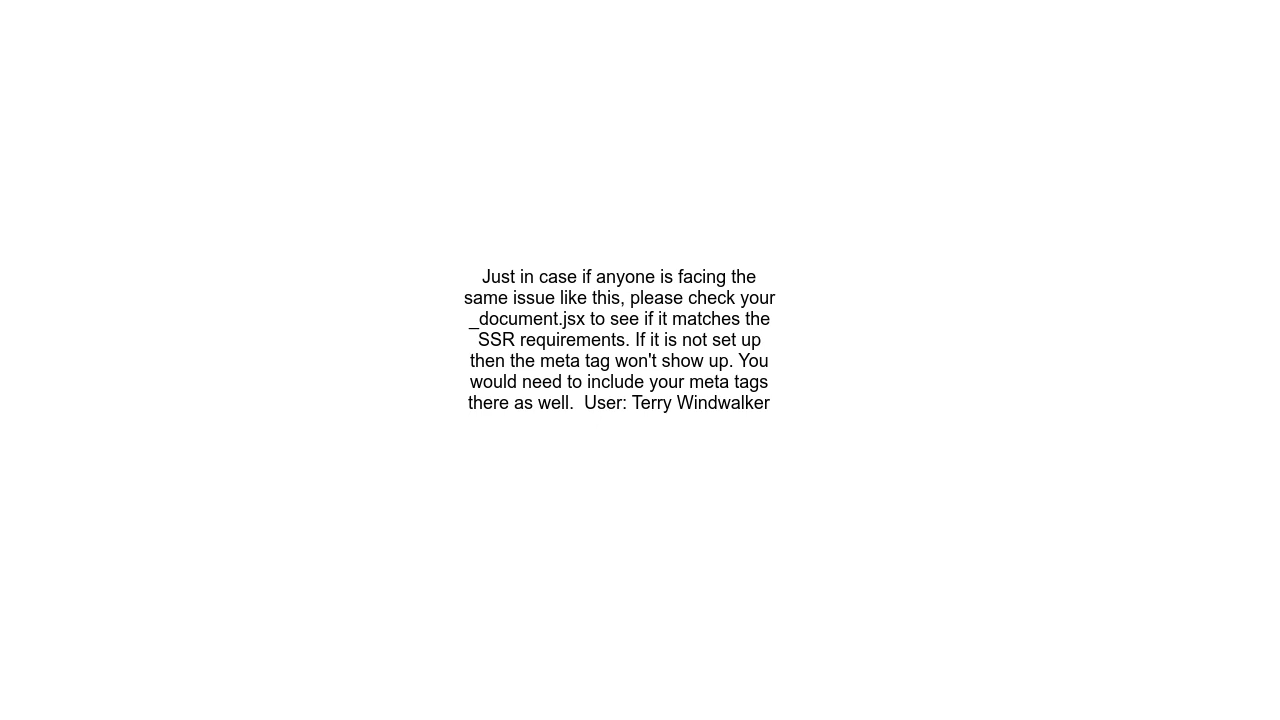 Just in case if anyone is facing the
same issue like this, please check your
_document.jsx to see if it matches the
SSR requirements. If it is not set up
then the meta tag won't show up. You
would need to include your meta tags
there as well.  User: Terry Windwalker